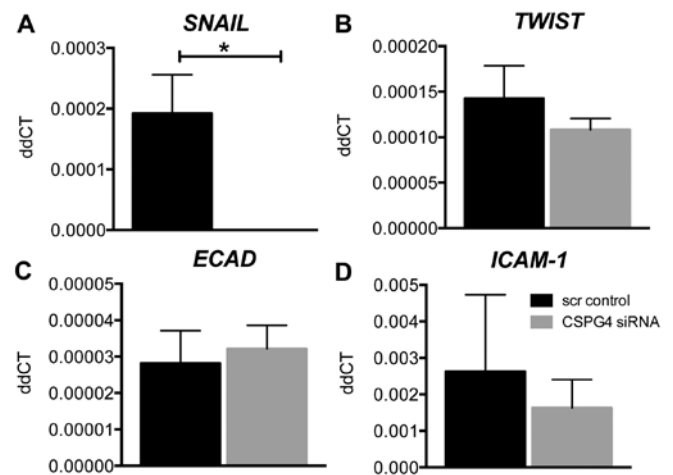 A
SNAIL
0.0003
0.0002
0.0001
0.0000
ddCT
*
B
TWIST
0.00020
0.00015
0.00010
0.00005
0.00000
ddCT
C
ECAD
0.00005
0.00004
0.00003
0.00002
0.00001
0.00000
ddCT
D
ICAM-1
0.005
0.004
0.003
0.002
0.001
0.000
ddCT
scr control
CSPG4 siRNA